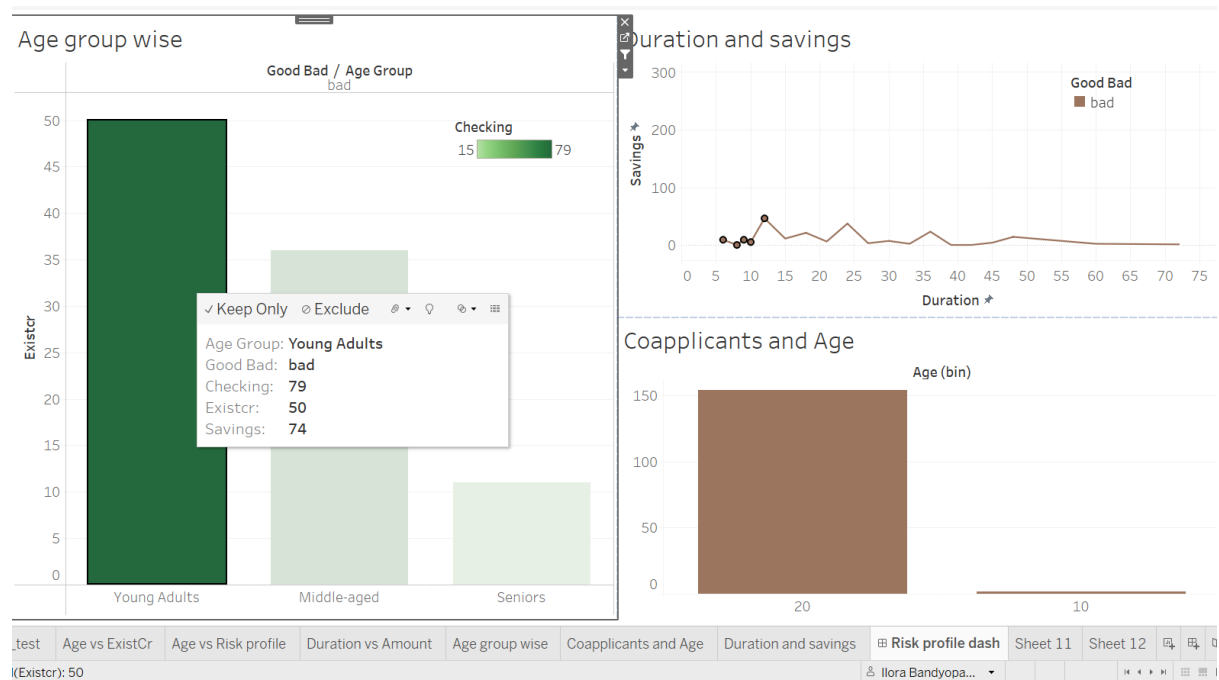 Age group wise
Good Bad / Age Group
bad
Checking
15 79
50
45
40
35
30
25
20
15
10
5
0
Existcr
Keep Only Exclude
Age Group: Young Adults
Good Bad: bad
Checking: 79
Existcr: 50
Savings: 74
Young Adults Middle-aged Seniors
Duration and savings
Good Bad
bad
300
200
100
0
Savings
0 5 10 15 20 25 30 35 40 45 50 55 60 65 70 75
Duration
Coapplicants and Age
Age (bin)
150
100
50
0
20 10
_test Age vs ExistCr Age vs Risk profile Duration vs Amount Age group wise Coapplicants and Age Duration and savings Risk profile dash Sheet 11 Sheet 12
(Existcr): 50 Ilora Bandyopa...